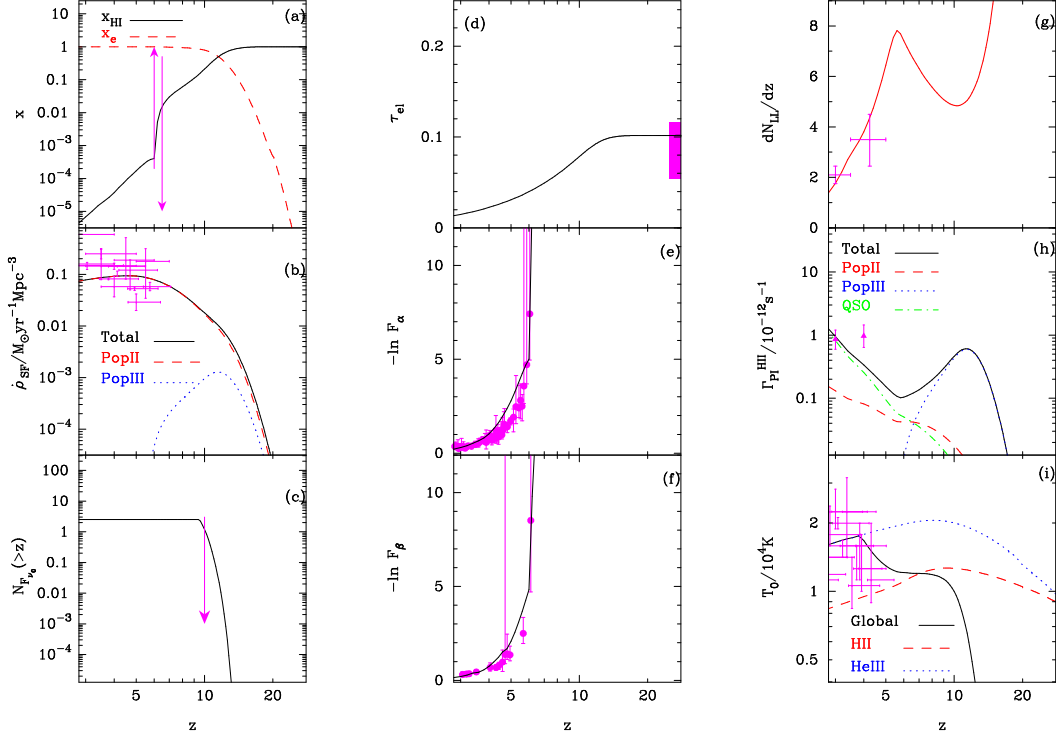 (a)
x_HI
x_e
10
1
0.1
0.01
10^−3
10^−4
10^−5
x
(b)
0.1
0.01
10^−3
10^−4
ρ̇_SF/M_⊙yr^−1Mpc^−3
Total
PopII
PopIII
(c)
100
10
1
0.1
0.01
10^−3
10^−4
N_F_ν_0(>z)
5 10 20
z
(d)
0.2
0.1
0
τ_el
(e)
10
5
0
−ln F_α
(f)
10
5
0
−ln F_β
5 10 20
z
(g)
8
6
4
2
0
dN_LL/dz
(h)
Total
PopII
PopIII
QSO
10
1
0.1
Γ_PI^HII/10^−12s^−1
(i)
2
1
0.5
T_0/10^4K
Global
HII
HeIII
5 10 20
z